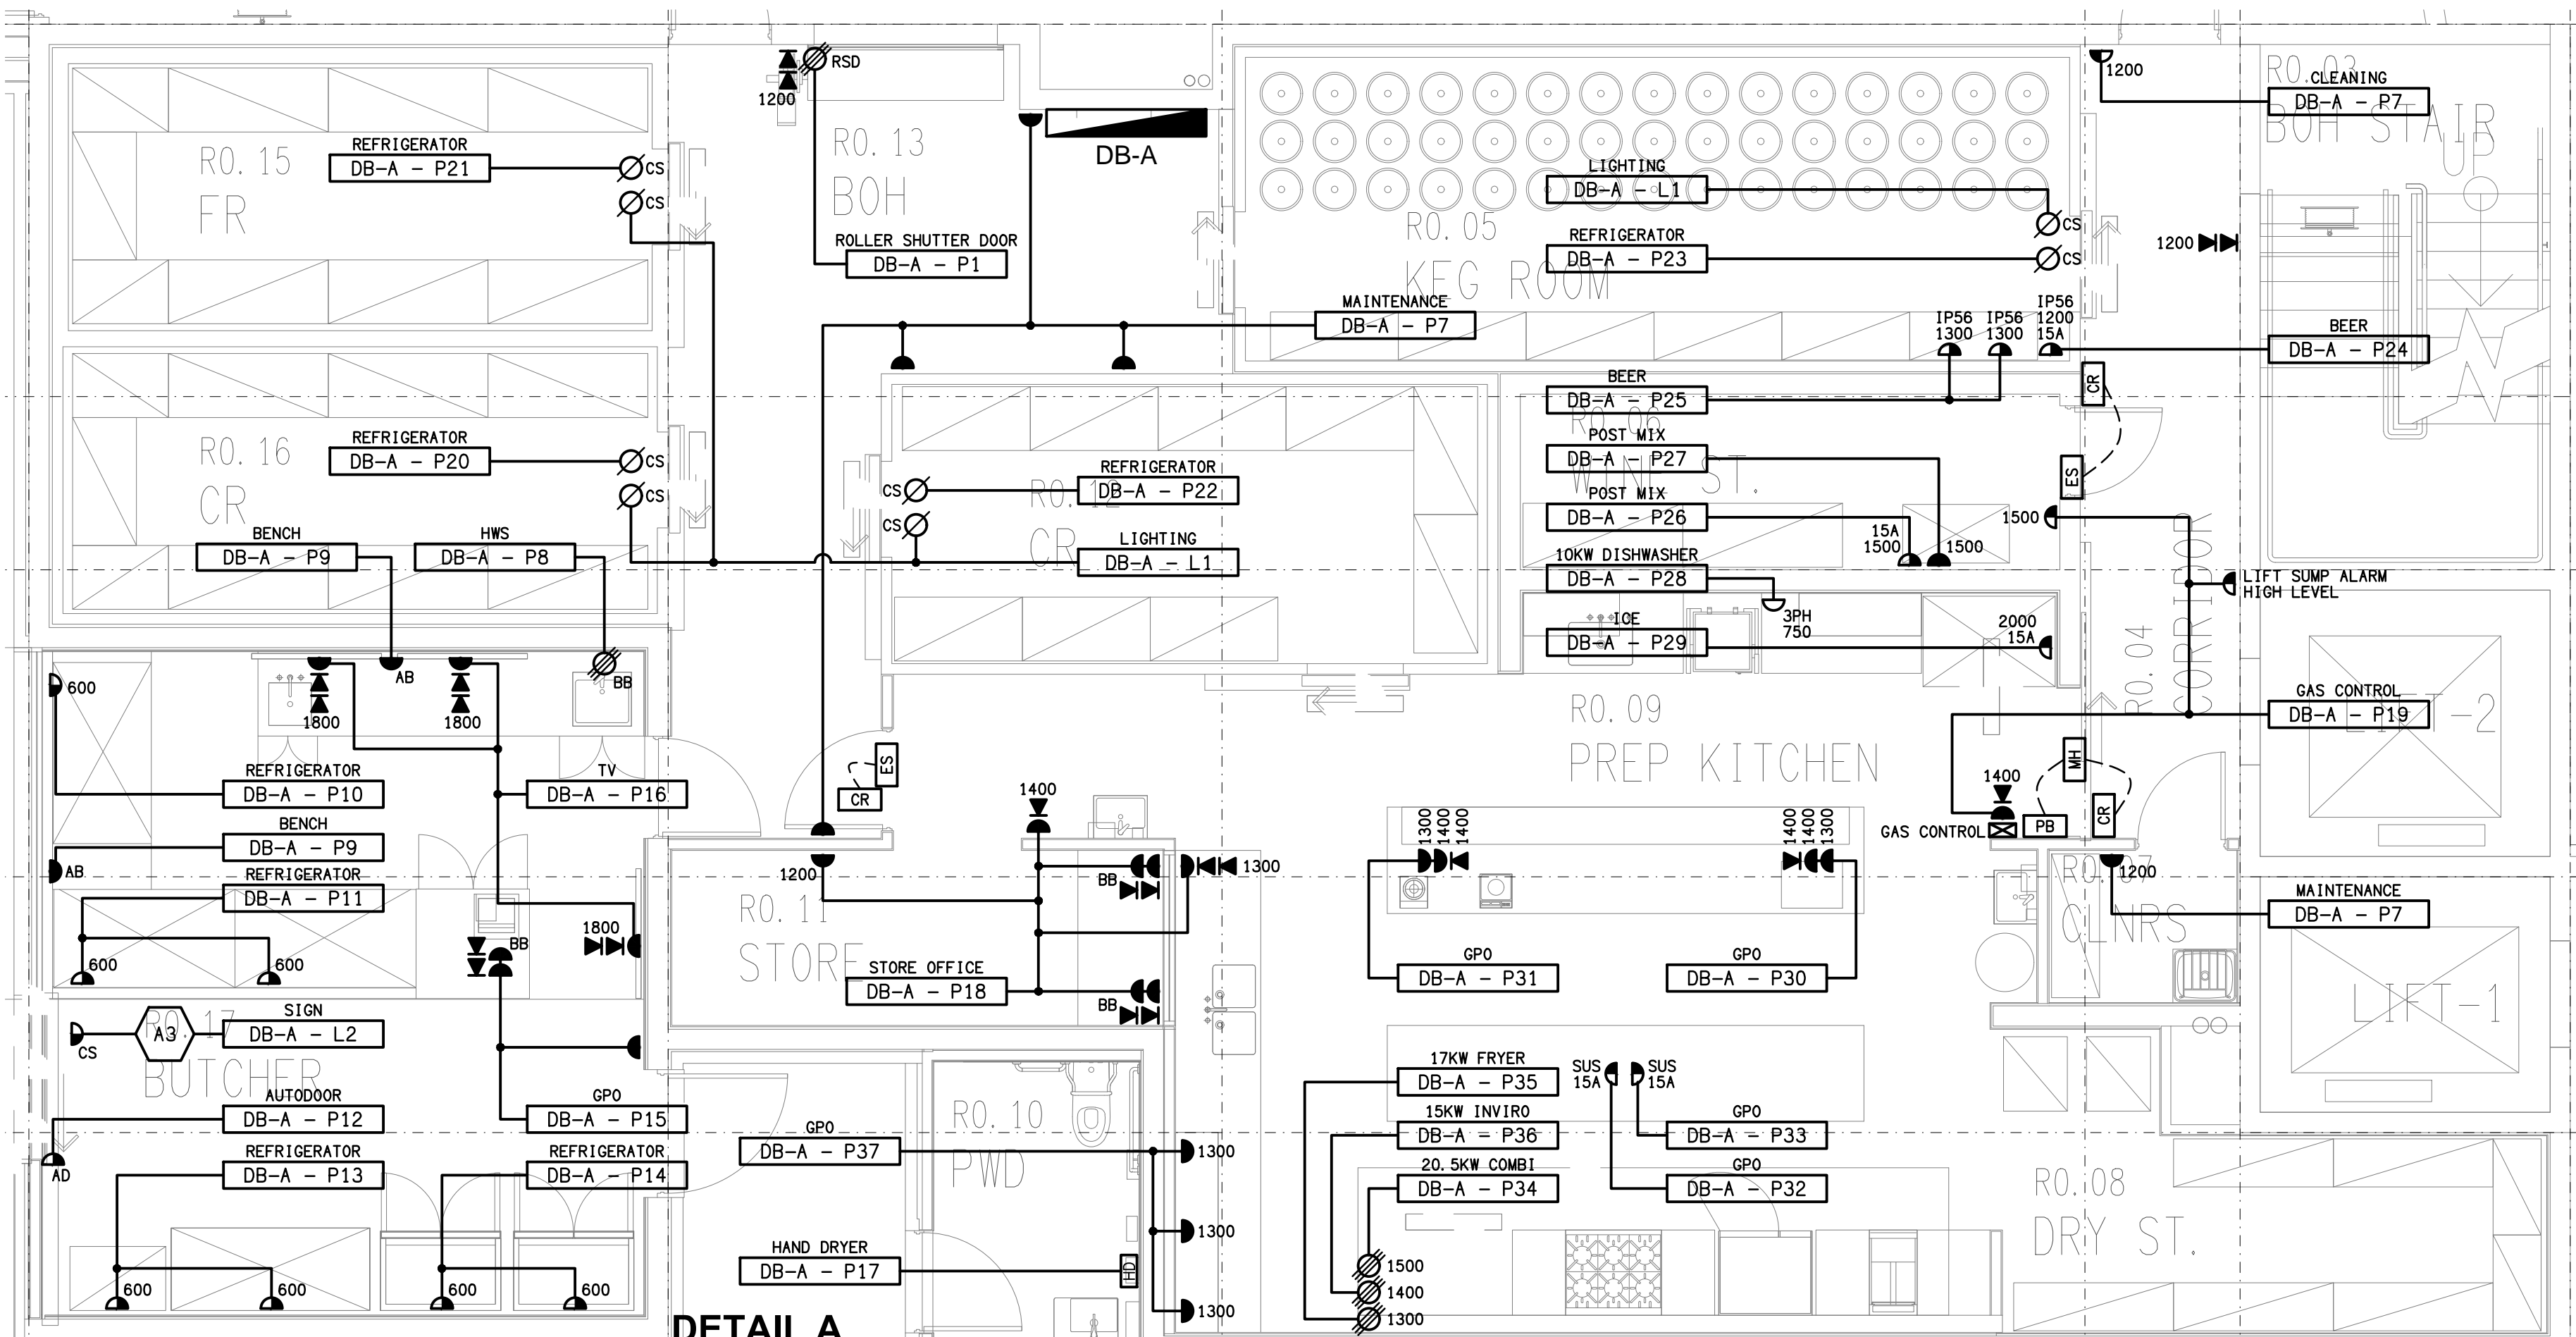 RSD
1200
1200
R0.03
BOH STAIR
UP
CLEANING
DB-A - P7
R0.15
FR
REFRIGERATOR
DB-A - P21
CS
CS
R0.13
BOH
DB-A
LIGHTING
DB-A - L1
CS
R0.05
KEG ROOM
REFRIGERATOR
DB-A - P23
CS
1200
ROLLER SHUTTER DOOR
DB-A - P1
MAINTENANCE
DB-A - P7
IP56
1300
IP56
1300
IP56
1200
15A
BEER
DB-A - P24
BEER
DB-A - P25
CR
R0.06
WINE ST.
R0.16
CR
REFRIGERATOR
DB-A - P20
CS
CS
CS
CS
REFRIGERATOR
DB-A - P22
R0.12
CR
LIGHTING
DB-A - L1
POST MIX
DB-A - P27
POST MIX
DB-A - P26
15A
1500
1500
ES
1500
BENCH
DB-A - P9
HWS
DB-A - P8
10KW DISHWASHER
DB-A - P28
3PH
750
LIFT SUMP ALARM
HIGH LEVEL
ICE
DB-A - P29
2000
15A
R0.04
CORRIDOR
600
1800
AB
1800
BB
R0.09
PREP KITCHEN
GAS CONTROL
DB-A - P19
LIFT-2
REFRIGERATOR
DB-A - P10
TV
DB-A - P16
ES
CR
1400
MH
1400
GAS CONTROL
PB
CR
BENCH
DB-A - P9
AB
1200
BB
1300
1300
1400
1400
1400
1400
1300
R0.07
CLNRS
1200
REFRIGERATOR
DB-A - P11
600
600
BB
1800
R0.11
STORE
STORE OFFICE
DB-A - P18
BB
GPO
DB-A - P31
GPO
DB-A - P30
MAINTENANCE
DB-A - P7
LIFT-1
CS
A3
SIGN
DB-A - L2
R0.17
BUTCHER
AUTODOOR
DB-A - P12
AD
GPO
DB-A - P15
R0.10
PWD
GPO
DB-A - P37
1300
17KW FRYER
DB-A - P35
15KW INVIRO
DB-A - P36
20.5KW COMBI
DB-A - P34
SUS
15A
SUS
15A
GPO
DB-A - P33
GPO
DB-A - P32
REFRIGERATOR
DB-A - P13
REFRIGERATOR
DB-A - P14
600
600
600
600
HAND DRYER
DB-A - P17
HD
1300
1300
1500
1400
1300
R0.08
DRY ST.
DETAIL A